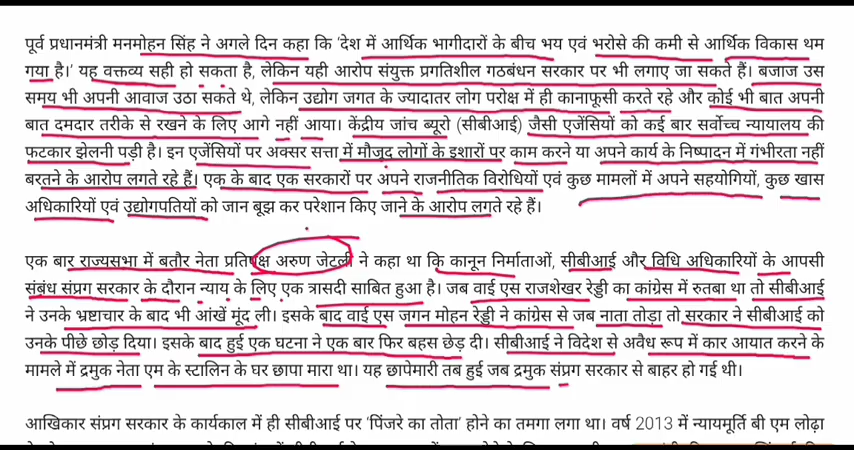 पूर्व प्रधानमंत्री मनमोहन सिंह ने अगले दिन कहा कि 'देश में आर्थिक भागीदारों के बीच भय एवं भरोसे की कमी से आर्थिक विकास थम
गया है।' यह वक्तव्य सही हो सकता है, लेकिन यही आरोप संयुक्त प्रगतिशील गठबंधन सरकार पर भी लगाए जा सकते हैं। बजाज उस
समय भी अपनी आवाज उठा सकते थे, लेकिन उद्योग जगत के ज्यादातर लोग परोक्ष में ही कानाफूसी करते रहे और कोई भी बात अपनी
बात दमदार तरीके से रखने के लिए आगे नहीं आया। केंद्रीय जांच ब्यूरो (सीबीआई) जैसी एजेंसियों को कई बार सर्वोच्च न्यायालय की
फटकार झेलनी पड़ी है। इन एजेंसियों पर अक्सर सत्ता में मौजूद लोगों के इशारों पर काम करने या अपने कार्य के निष्पादन में गंभीरता नहीं
बरतने के आरोप लगते रहे हैं। एक के बाद एक सरकारों पर अपने राजनीतिक विरोधियों एवं कुछ मामलों में अपने सहयोगियों, कुछ खास
अधिकारियों एवं उद्योगपतियों को जान बूझ कर परेशान किए जाने के आरोप लगते रहे हैं।
एक बार राज्यसभा में बतौर नेता प्रतिपक्ष अरुण जेटली ने कहा था कि कानून निर्माताओं, सीबीआई और विधि अधिकारियों के आपसी
संबंध संप्रग सरकार के दौरान न्याय के लिए एक त्रासदी साबित हुआ है। जब वाई एस राजशेखर रेड्डी का कांग्रेस में रुतबा था तो सीबीआई
ने उनके भ्रष्टाचार के बाद भी आंखें मूंद ली। इसके बाद वाई एस जगन मोहन रेड्डी ने कांग्रेस से जब नाता तोड़ा तो सरकार ने सीबीआई को
उनके पीछे छोड़ दिया। इसके बाद हुई एक घटना ने एक बार फिर बहस छेड़ दी। सीबीआई ने विदेश से अवैध रूप में कार आयात करने के
मामले में द्रमुक नेता एम के स्टालिन के घर छापा मारा था। यह छापेमारी तब हुई जब द्रमुक संप्रग सरकार से बाहर हो गई थी।
आखिकार संप्रग सरकार के कार्यकाल में ही सीबीआई पर 'पिंजरे का तोता' होने का तमगा लगा था। वर्ष 2013 में न्यायमूर्ति बी एम लोढ़ा